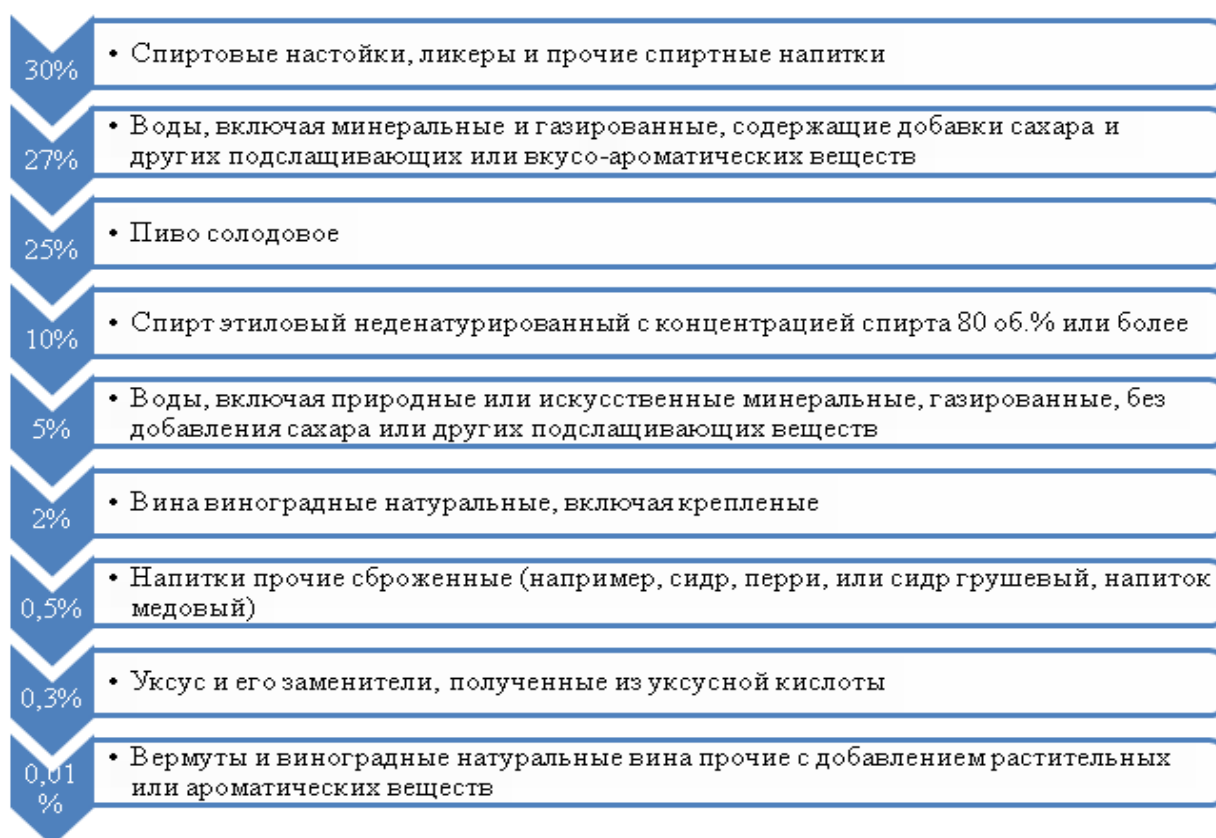 30%
• Спиртовые настойки, ликеры и прочие спиртные напитки
27%
• Воды, включая минеральные и газированные, содержащие добавки сахара и
других подслащивающих или вкусо-ароматических веществ
25%
• Пиво солодовое
10%
• Спирт этиловый неденатурированный с концентрацией спирта 80 об.% или более
5%
• Воды, включая природные или искусственные минеральные, газированные, без
добавления сахара или других подслащивающих веществ
2%
• Вина виноградные натуральные, включая крепленые
0,5%
• Напитки прочие сброженные (например, сидр, перри, или сидр грушевый, напиток
медовый)
0,3%
• Уксус и его заменители, полученные из уксусной кислоты
0,01
%
• Вермуты и виноградные натуральные вина прочие с добавлением растительных
или ароматических веществ